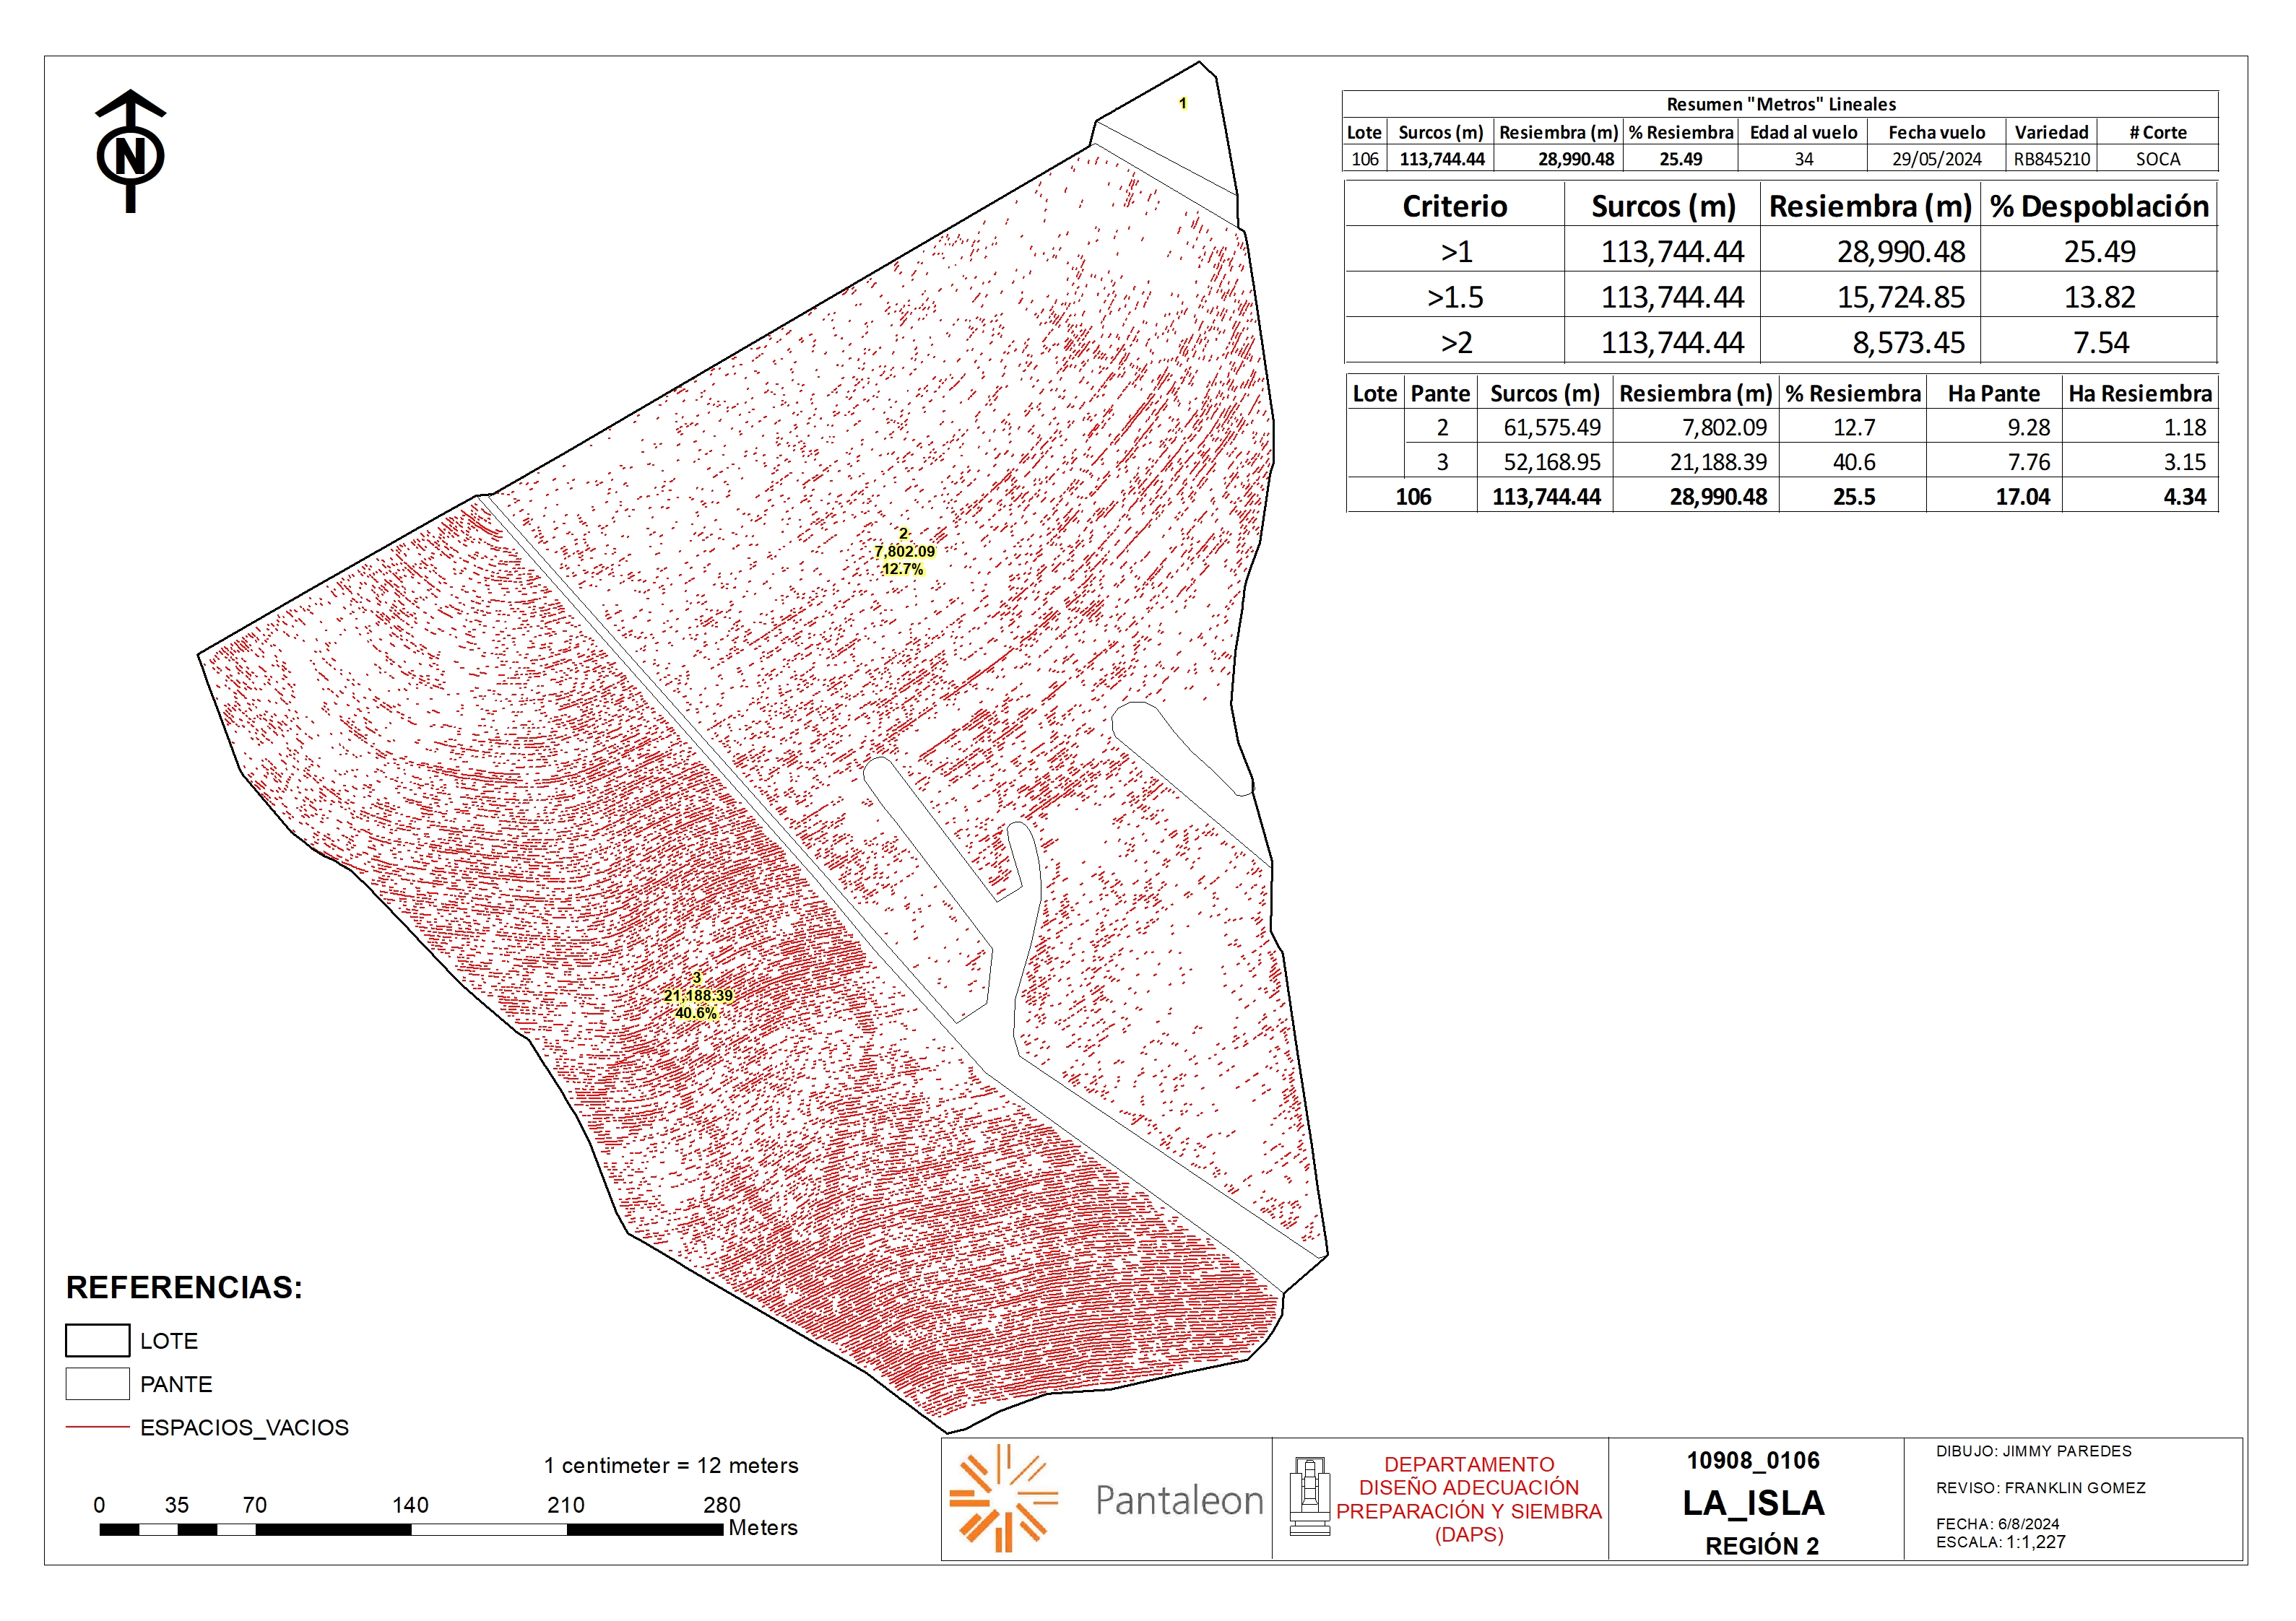 N
1
Resumen "Metros" Lineales
Lote Surcos (m) Resiembra (m) % Resiembra Edad al vuelo Fecha vuelo Variedad # Corte
106 113,744.44 28,990.48 25.49 34 29/05/2024 RB845210 SOCA
Criterio Surcos (m) Resiembra (m) % Despoblación
>1 113,744.44 28,990.48 25.49
>1.5 113,744.44 15,724.85 13.82
>2 113,744.44 8,573.45 7.54
Lote Pante Surcos (m) Resiembra (m) % Resiembra Ha Pante Ha Resiembra
2 61,575.49 7,802.09 12.7 9.28 1.18
3 52,168.95 21,188.39 40.6 7.76 3.15
106 113,744.44 28,990.48 25.5 17.04 4.34
2
7,802.09
12.7%
3
21,188.39
40.6%
REFERENCIAS:
LOTE
PANTE
ESPACIOS_VACIOS
1 centimeter = 12 meters
0 35 70 140 210 280
Meters
Pantaleon
DEPARTAMENTO
DISEÑO ADECUACIÓN
PREPARACIÓN Y SIEMBRA
(DAPS)
10908_0106
LA_ISLA
REGIÓN 2
DIBUJO: JIMMY PAREDES
REVISO: FRANKLIN GOMEZ
FECHA: 6/8/2024
ESCALA: 1:1,227